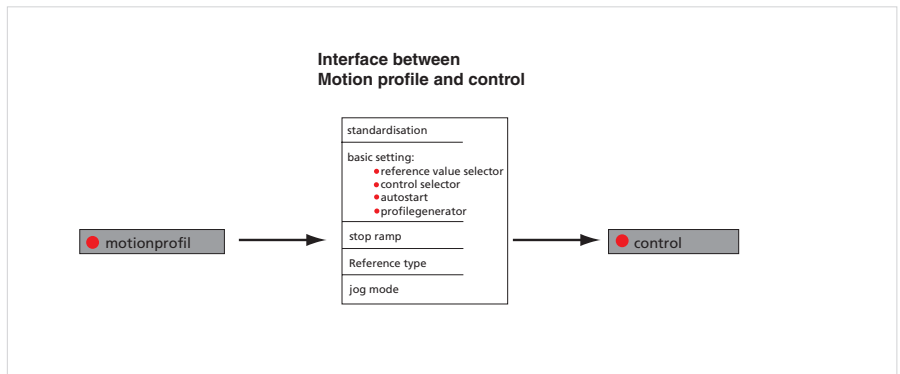 Interface between
Motion profile and control
standardisation
basic setting:
reference value selector
control selector
autostart
profilegenerator
stop ramp
Reference type
jog mode
motionprofil
control